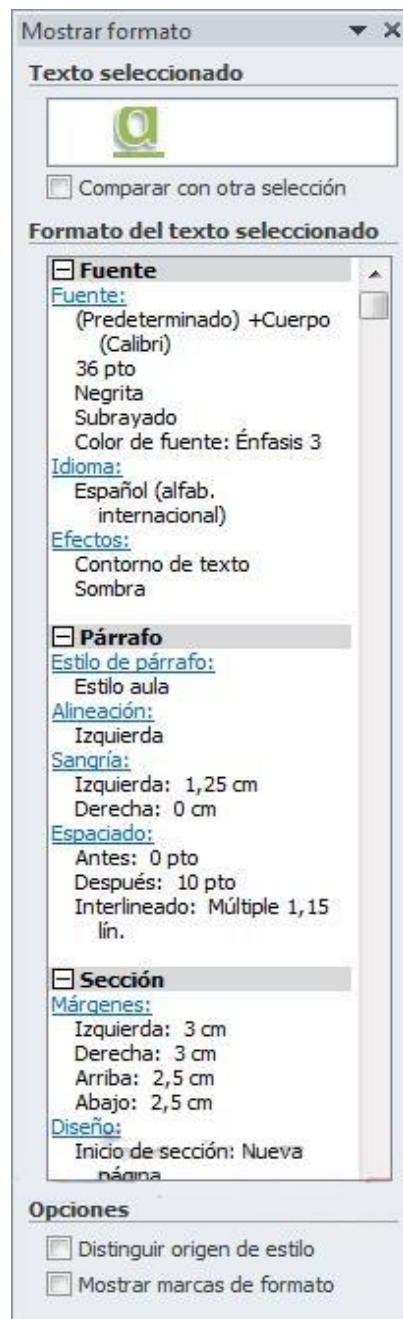 Mostrar formato
Texto seleccionado
a
Comparar con otra selección
Formato del texto seleccionado
Fuente
Fuente:
(Predeterminado) +Cuerpo
(Calibri)
36 pto
Negrita
Subrayado
Color de fuente: Énfasis 3
Idioma:
Español (alfab.
internacional)
Efectos:
Contorno de texto
Sombra
Párrafo
Estilo de párrafo:
Estilo aula
Alineación:
Izquierda
Sangría:
Izquierda: 1,25 cm
Derecha: 0 cm
Espaciado:
Antes: 0 pto
Después: 10 pto
Interlineado: Múltiple 1,15
lín.
Sección
Márgenes:
Izquierda: 3 cm
Derecha: 3 cm
Arriba: 2,5 cm
Abajo: 2,5 cm
Diseño:
Inicio de sección: Nueva
página
Opciones
Distinguir origen de estilo
Mostrar marcas de formato